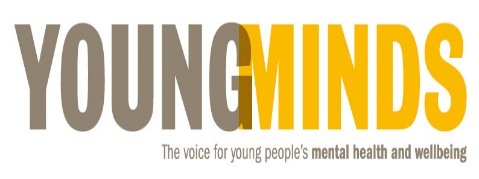 YOUNGMINDS
The voice for young people's mental health and wellbeing